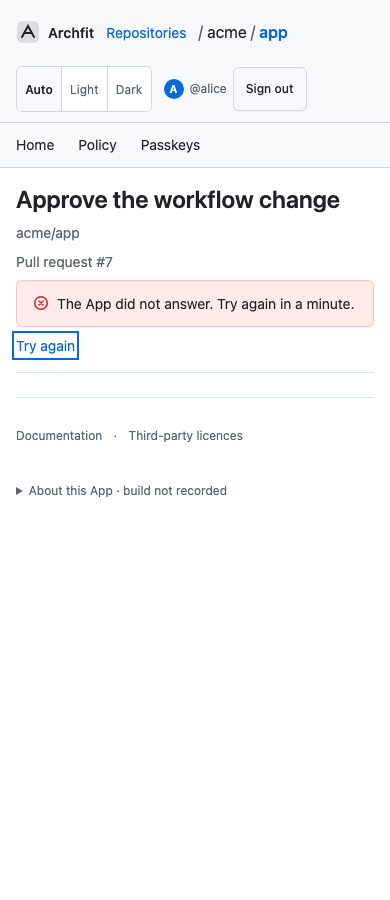 Archfit Repositories / acme / app
Auto Light Dark A @alice Sign out
Home Policy Passkeys
Approve the workflow change
acme/app
Pull request #7
The App did not answer. Try again in a minute.
Try again
Documentation · Third-party licences
About this App · build not recorded